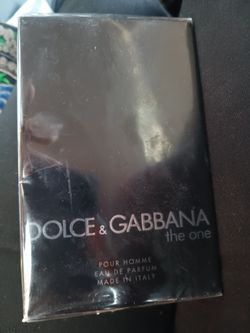 DOLCE & GABBANA
the one
POUR HOMME
EAU DE PARFUM
MADE IN ITALY